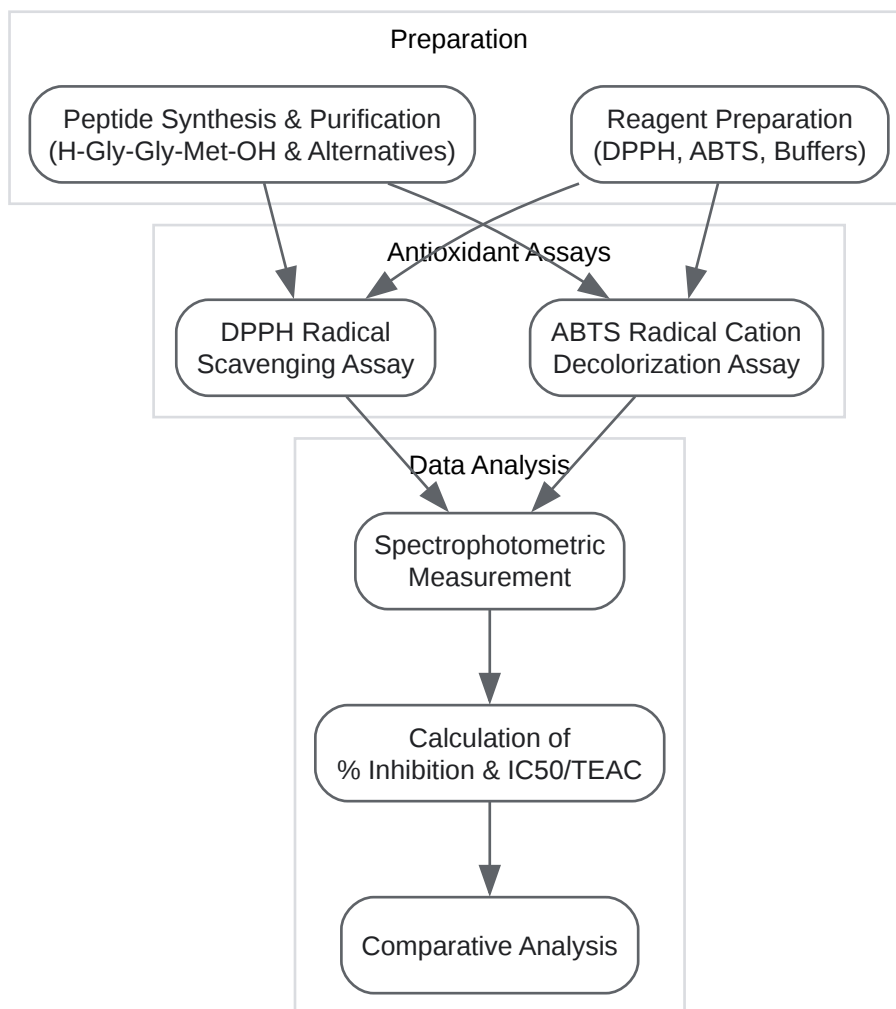 Preparation
Peptide Synthesis & Purification
(H-Gly-Gly-Met-OH & Alternatives)
Reagent Preparation
(DPPH, ABTS, Buffers)
Antioxidant Assays
DPPH Radical
Scavenging Assay
ABTS Radical Cation
Decolorization Assay
Data Analysis
Spectrophotometric
Measurement
Calculation of
% Inhibition & IC50/TEAC
Comparative Analysis